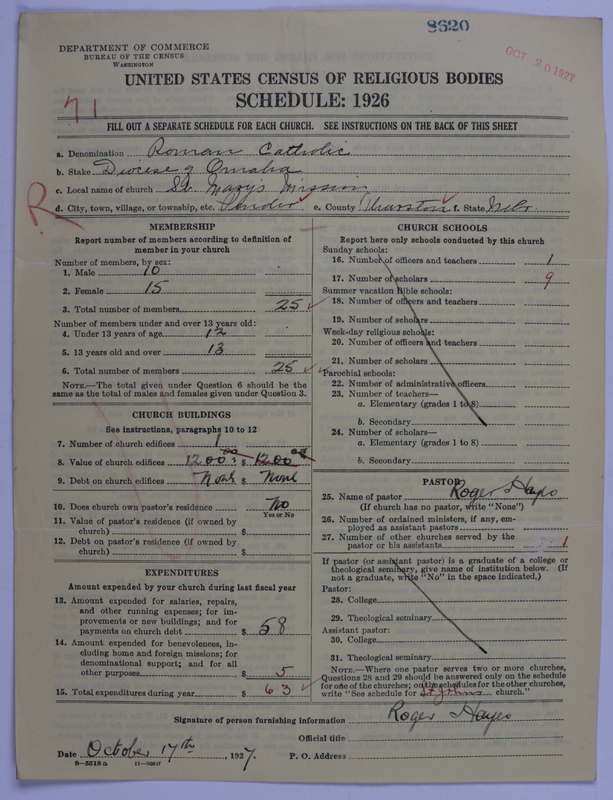 8620
DEPARTMENT OF COMMERCE
BUREAU OF THE CENSUS
WASHINGTON
OCT 20 1927
UNITED STATES CENSUS OF RELIGIOUS BODIES
SCHEDULE: 1926
71
FILL OUT A SEPARATE SCHEDULE FOR EACH CHURCH. SEE INSTRUCTIONS ON THE BACK OF THIS SHEET
a. Denomination Roman Catholic
b. Stake Diocese of Omaha
c. Local name of church St. Marys Mission
R
d. City, town, village, or township, etc. Pender e. County Thurston f. State Nebr.
MEMBERSHIP
Report number of members according to definition of
member in your church
Number of members, by sex:
1. Male 10
2. Female 15
3. Total number of members 25
Number of members under and over 13 years old:
4. Under 13 years of age 12
5. 13 years old and over 13
6. Total number of members 25
NOTE.—The total given under Question 6 should be the
same as the total of males and females given under Question 3.
CHURCH BUILDINGS
See instructions, paragraphs 10 to 12
7. Number of church edifices 1
8. Value of church edifices 1200 00 $ 1200 00
9. Debt on church edifices None $ None
10. Does church own pastor's residence No
Yes or No
11. Value of pastor's residence (if owned by
church) $
12. Debt on pastor's residence (if owned by
church) $
EXPENDITURES
Amount expended by your church during last fiscal year
13. Amount expended for salaries, repairs,
and other running expenses; for im-
provements or new buildings; and for
payments on church debt $ 58
14. Amount expended for benevolences, in-
cluding home and foreign missions; for
denominational support; and for all
other purposes $ 5
15. Total expenditures during year $ 63
CHURCH SCHOOLS
Report here only schools conducted by this church
Sunday schools:
16. Number of officers and teachers 1
17. Number of scholars 9
Summer vacation Bible schools:
18. Number of officers and teachers
19. Number of scholars
Week-day religious schools:
20. Number of officers and teachers
21. Number of scholars
Parochial schools:
22. Number of administrative officers
23. Number of teachers—
a. Elementary (grades 1 to 8)
b. Secondary
24. Number of scholars—
a. Elementary (grades 1 to 8)
b. Secondary
PASTOR
25. Name of pastor Roger Hayes
(If church has no pastor, write "None")
26. Number of ordained ministers, if any, em-
ployed as assistant pastors
27. Number of other churches served by the
pastor or his assistants 1
If pastor (or assistant pastor) is a graduate of a college or
theological seminary, give name of institution below. (If
not a graduate, write "No" in the space indicated.)
Pastor:
28. College
29. Theological seminary
Assistant pastor:
30. College
31. Theological seminary
NOTE.—Where one pastor serves two or more churches,
Questions 28 and 29 should be answered only on the schedule
for one of the churches; on the schedules for the other churches,
write "See schedule for St Johns church."
Signature of person furnishing information Roger Hayes
Official title
Date October 17th, 1927. P. O. Address
8—5518a